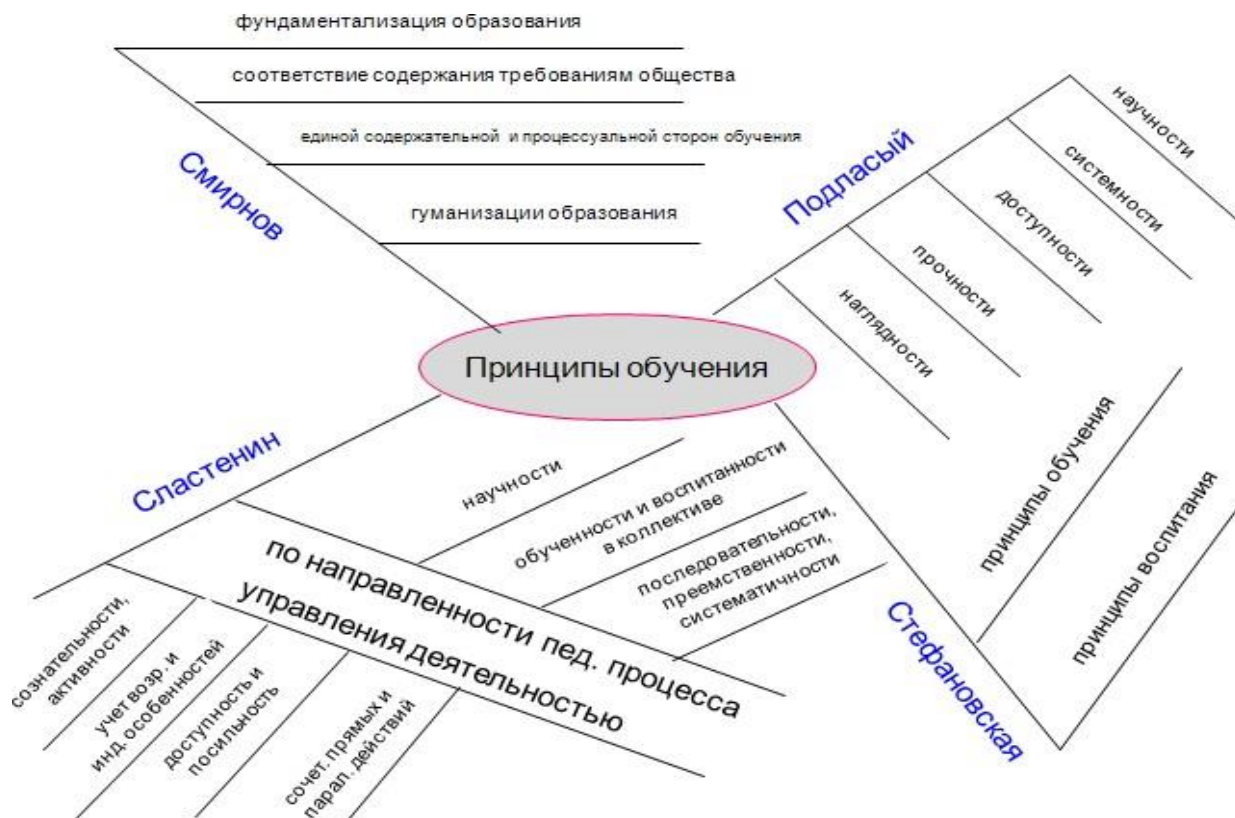 фундаментализация образования
соответствие содержания требованиям общества
единой содержательной и процессуальной сторон обучения
гуманизации образования
Смирнов
Подласый
научности
системности
доступности
прочности
наглядности
Принципы обучения
Сластенин
научности
обученности и воспитанности
в коллективе
последовательности,
преемственности,
систематичности
по направленности пед. процесса
управления деятельностью
сознательности,
активности
учет возр. и
инд. особенностей
доступность и
посильность
сочет. прямых и
парал. действий
Стефановская
принципы обучения
принципы воспитания